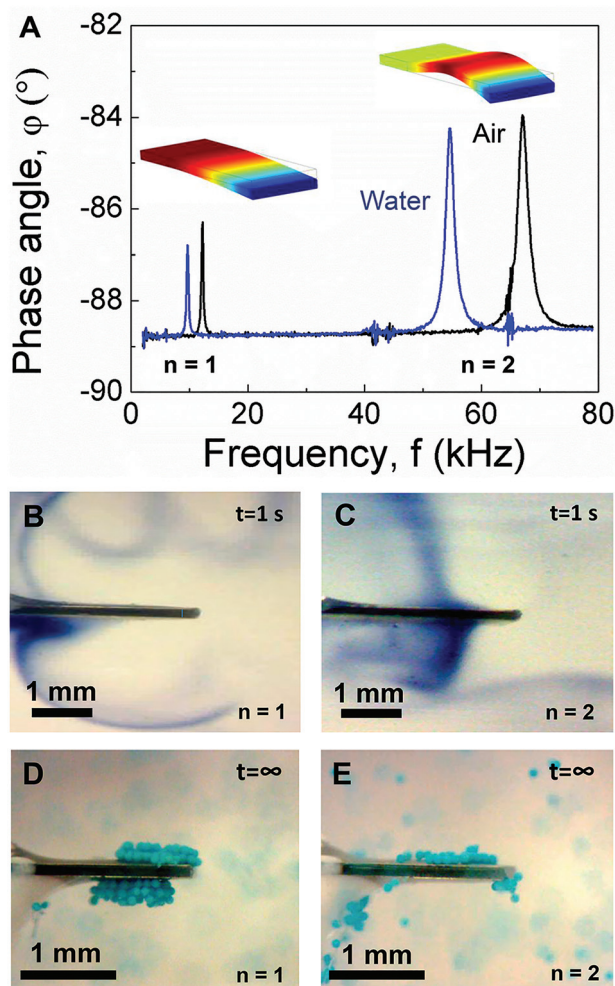 A
Phase angle, φ (°)
-82
-84
-86
-88
-90
Air
Water
n = 1
n = 2
0
20
40
60
80
Frequency, f (kHz)
B
t=1 s
1 mm
n = 1
C
t=1 s
1 mm
n = 2
D
t=∞
1 mm
n = 1
E
t=∞
1 mm
n = 2